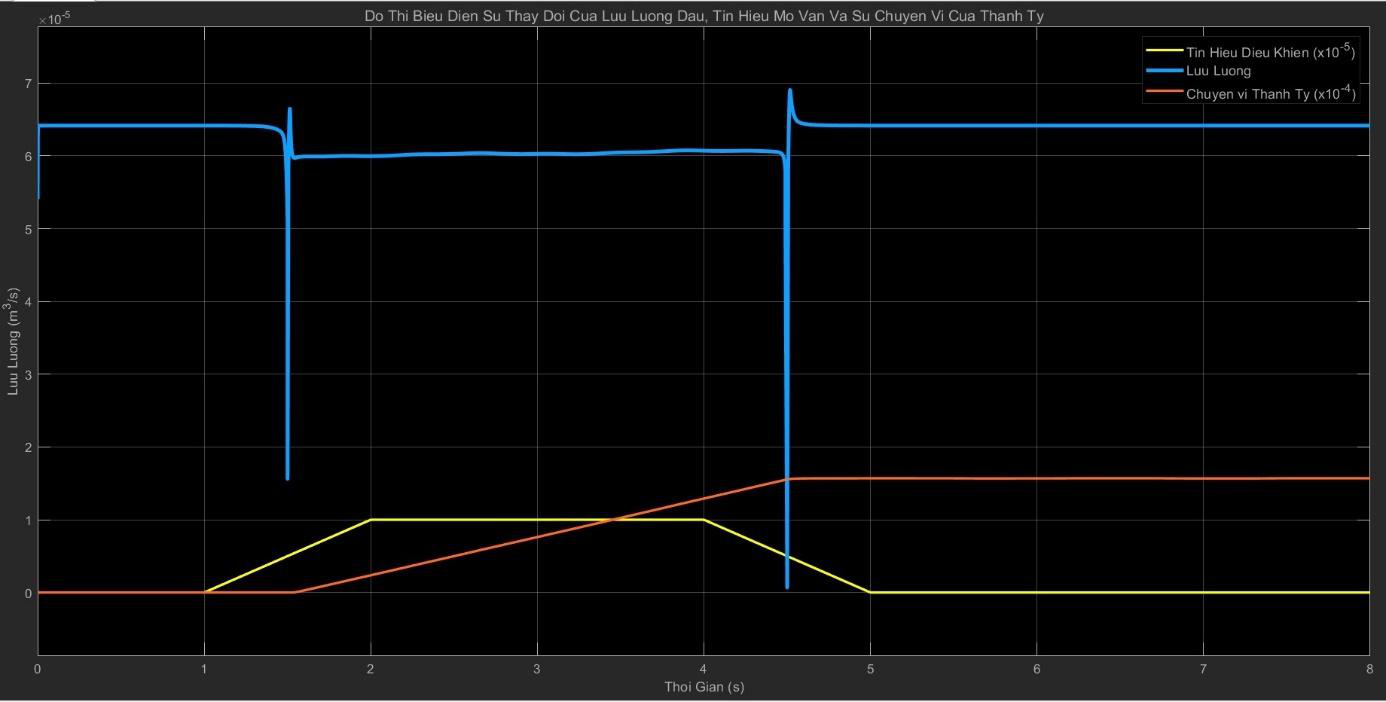 Do Thi Bieu Dien Su Thay Doi Cua Luu Luong Dau, Tin Hieu Mo Van Va Su Chuyen Vi Cua Thanh Ty
×10⁻⁵
Tin Hieu Dieu Khien (x10⁻⁵)
Luu Luong
Chuyen vi Thanh Ty (x10⁻⁴)
7
6
5
4
3
2
1
0
Luu Luong (m³/s)
0 1 2 3 4 5 6 7 8
Thoi Gian (s)